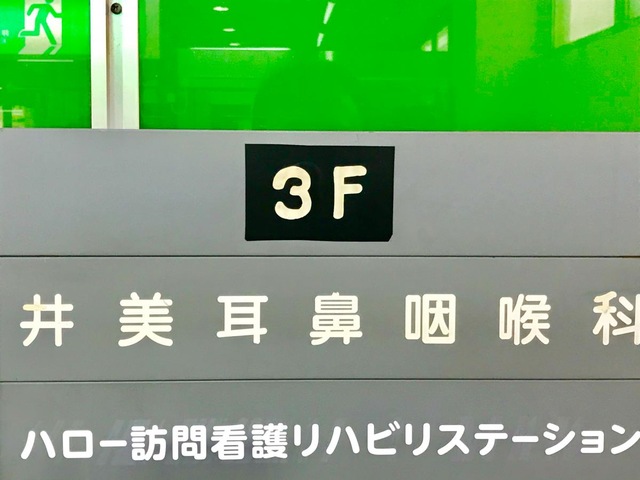 3F
井美耳鼻咽喉科
ハロー訪問看護リハビリステーション